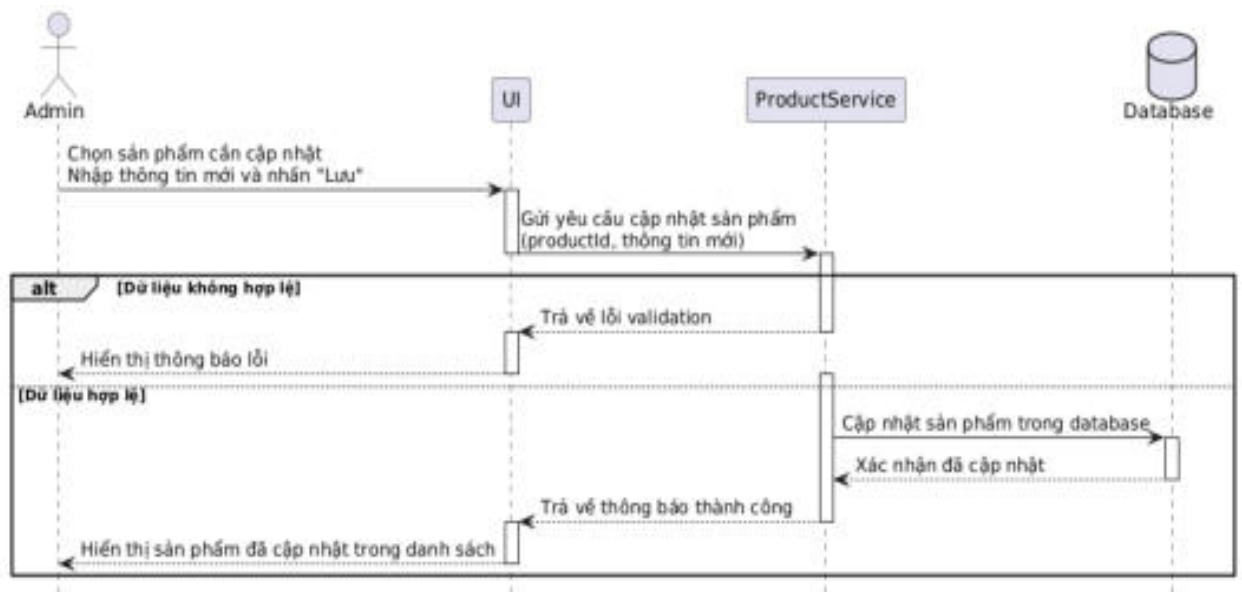 Admin
UI
ProductService
Database
Chọn sản phẩm cần cập nhật
Nhập thông tin mới và nhấn "Lưu"
Gửi yêu cầu cập nhật sản phẩm
(productId, thông tin mới)
alt
[Dữ liệu không hợp lệ]
Trả về lỗi validation
Hiển thị thông báo lỗi
[Dữ liệu hợp lệ]
Cập nhật sản phẩm trong database
Xác nhận đã cập nhật
Trả về thông báo thành công
Hiển thị sản phẩm đã cập nhật trong danh sách